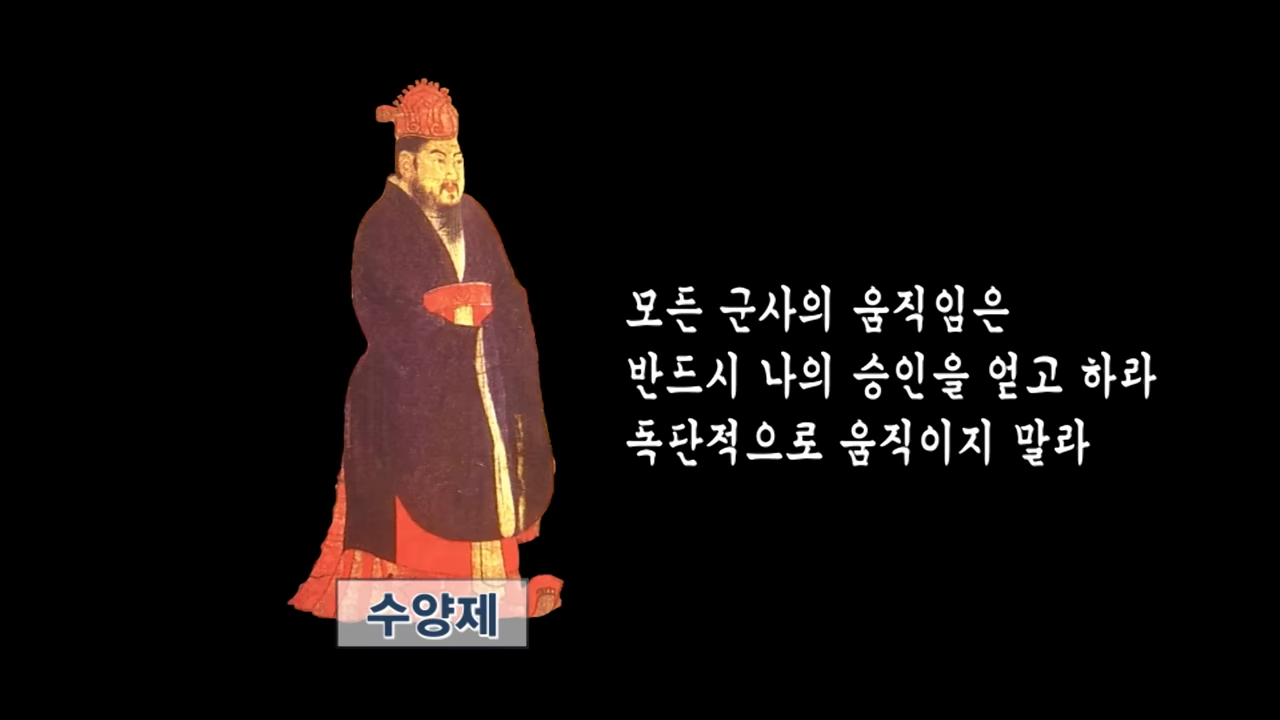 모든 군사의 움직임은
반드시 나의 승인을 얻고 하라
독단적으로 움직이지 말라
수양제